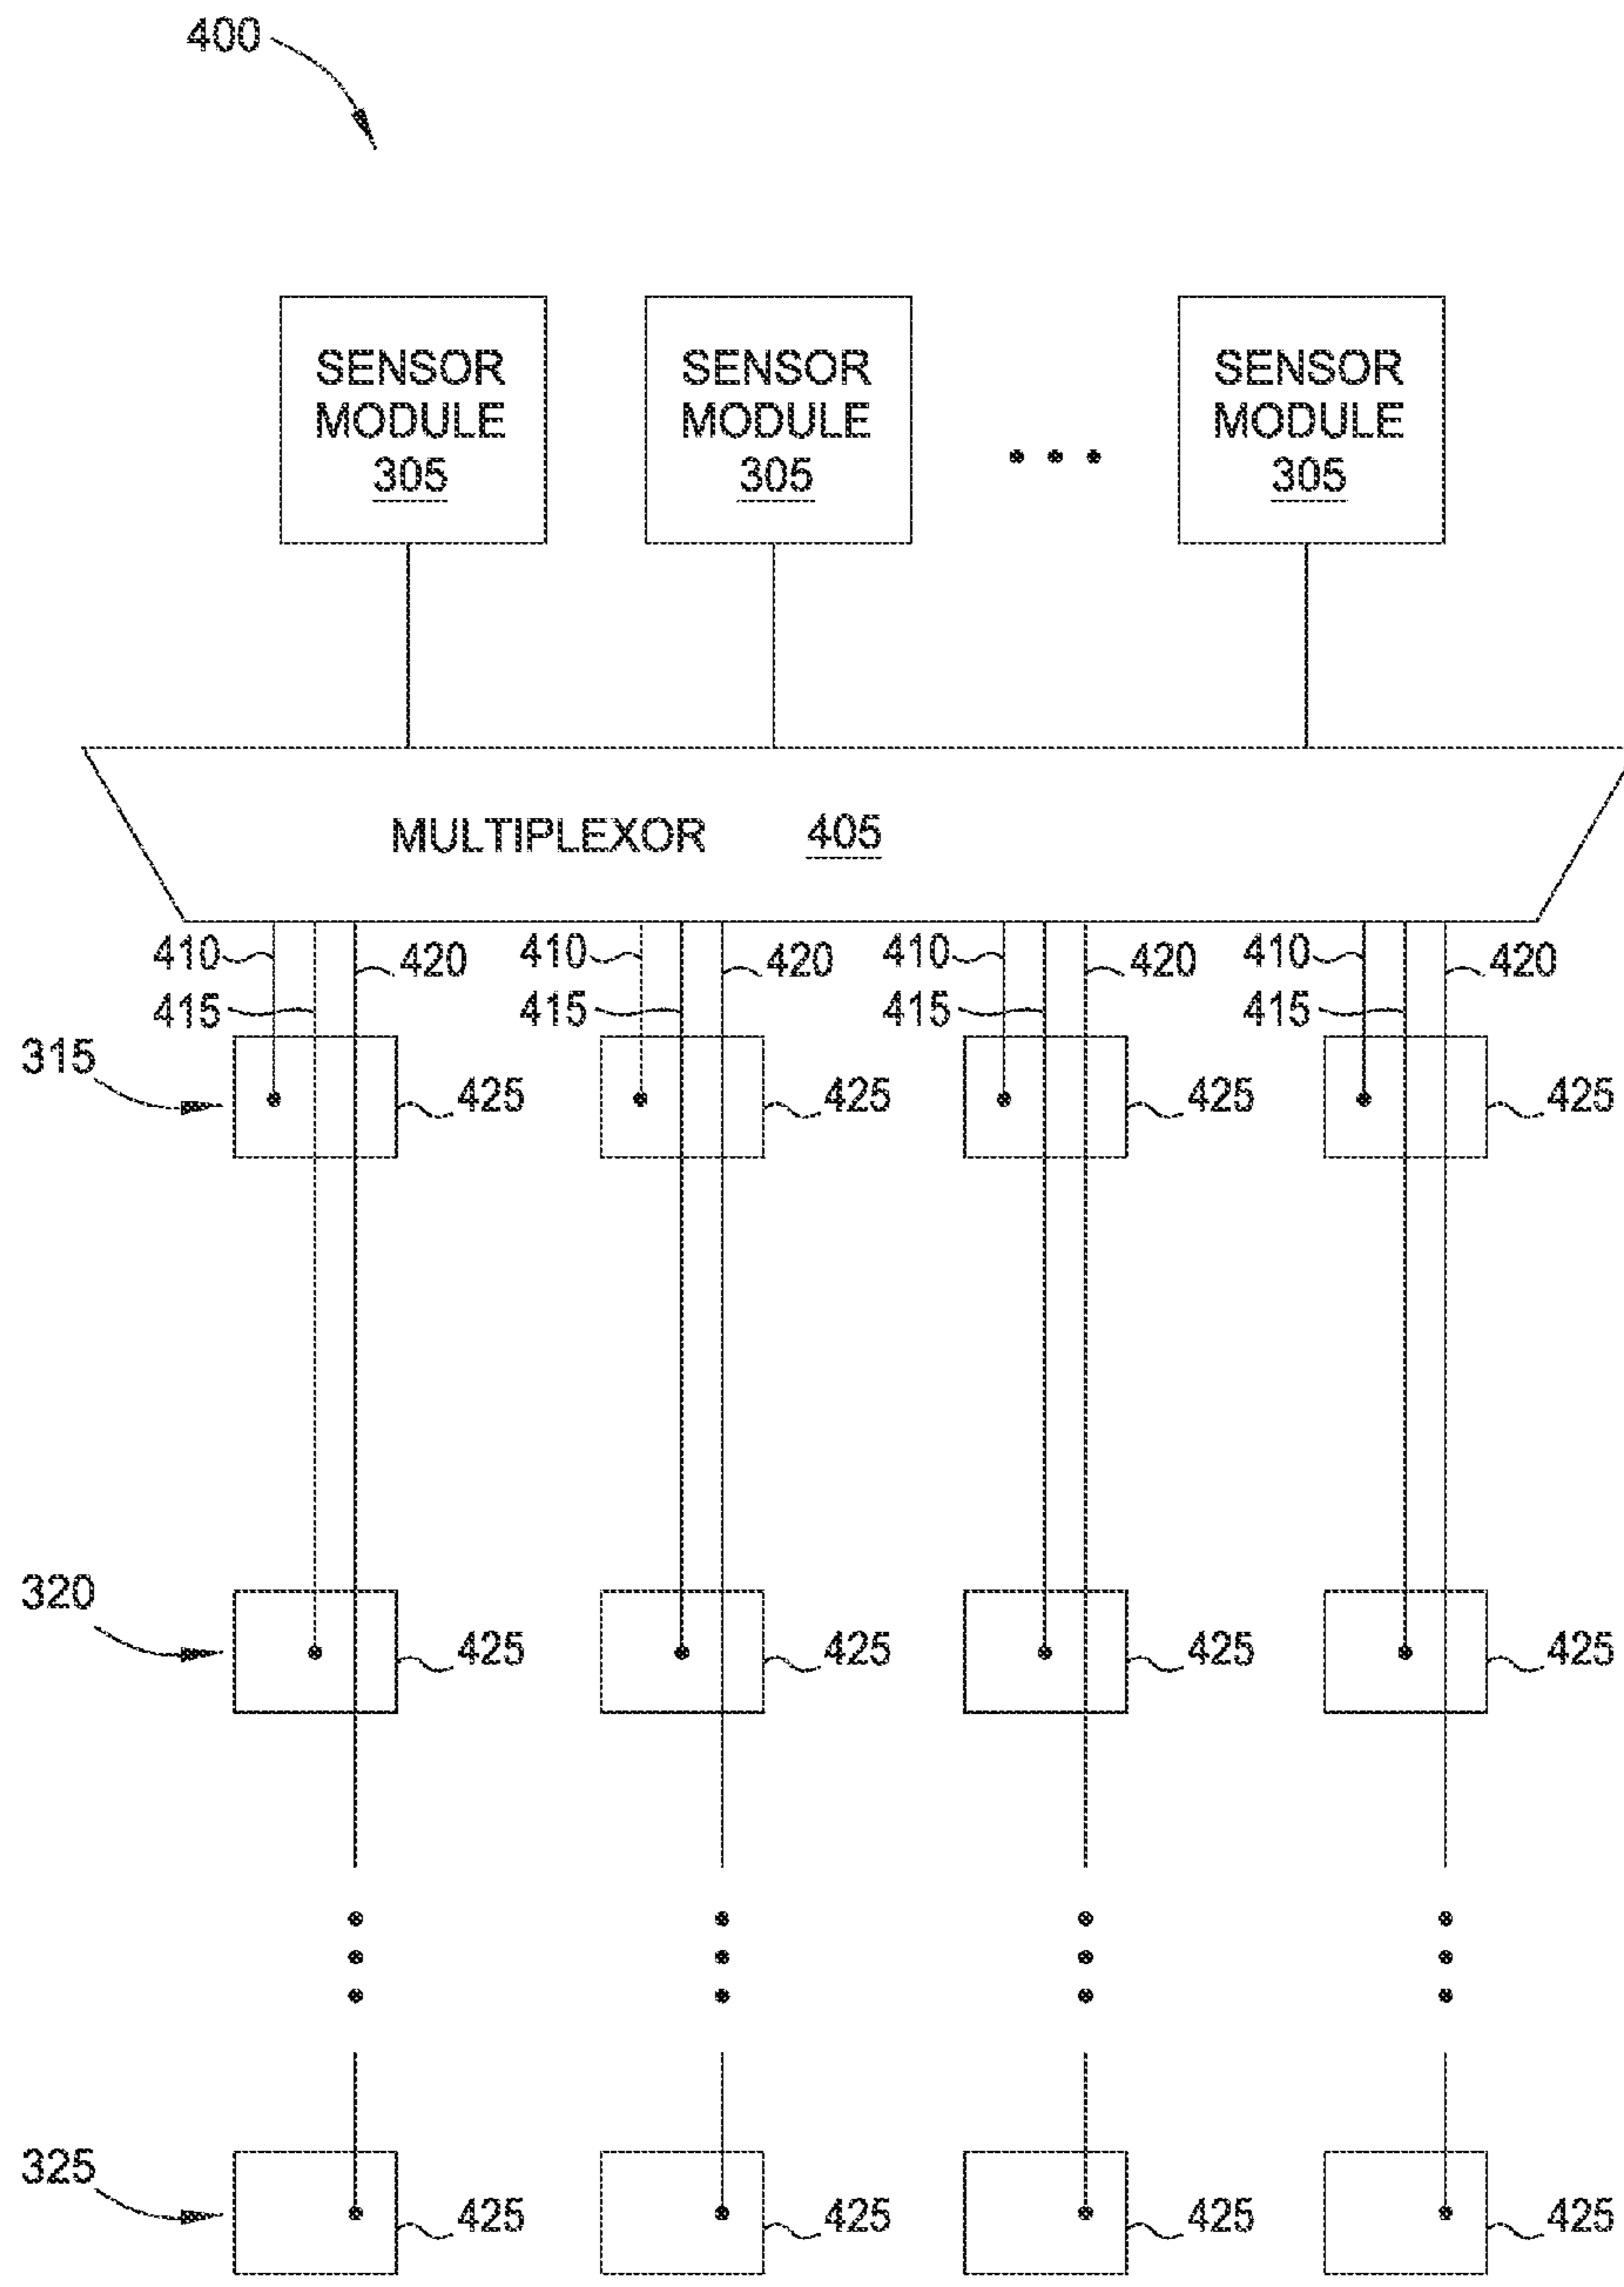 400
SENSOR MODULE 305
SENSOR MODULE 305
SENSOR MODULE 305
MULTIPLEXOR 405
410 420 410 420 410 420 410 420
415 415 415 415
315 425 425 425 425
320 425 425 425 425
325 425 425 425 425